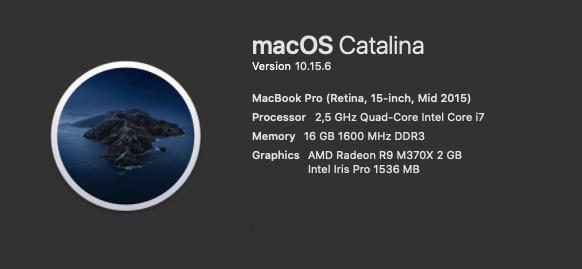 macOS Catalina
Version 10.15.6
MacBook Pro (Retina, 15-inch, Mid 2015)
Processor 2,5 GHz Quad-Core Intel Core i7
Memory 16 GB 1600 MHz DDR3
Graphics AMD Radeon R9 M370X 2 GB
Intel Iris Pro 1536 MB